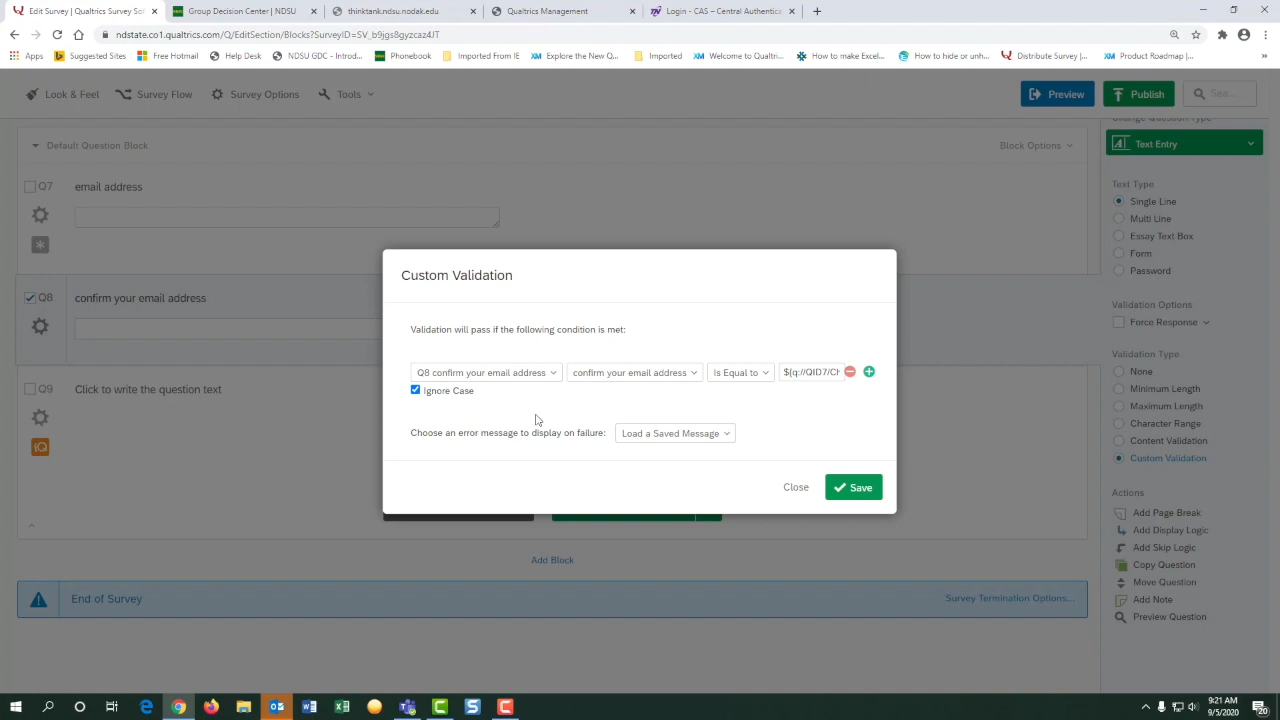 Edit Survey | Qualtrics Survey Sol
Group Decision Center | NDSU
thinktank.ndsu.nodak.edu
Qualtrics Management
Login - CAS – Central Authentica
ndstate.co1.qualtrics.com/Q/EditSection/Blocks?SurveyID=SV_b9jgs8gyzcaz4JT
Apps
Suggested Sites
Free Hotmail
Help Desk
NDSU -GDC - Introd...
Phonebook
Imported From IE
Explore the New Q...
Imported
Welcome to Qualtri...
How to make Excel...
How to hide or unh...
Distribute Survey |...
Product Roadmap |...
Look & Feel
Survey Flow
Survey Options
Tools
Preview
Publish
Sea...
Change Question Type
Default Question Block
Block Options
Text Entry
Q7
email address
Text Type
Single Line
Multi Line
Essay Text Box
Form
Password
Q8
confirm your email address
Validation Options
Force Response
Validation Type
None
Minimum Length
Maximum Length
Character Range
Content Validation
Custom Validation
Custom Validation
Validation will pass if the following condition is met:
Q8 confirm your email address
confirm your email address
Is Equal to
${q://QID7/Ch
Ignore Case
Choose an error message to display on failure:
Load a Saved Message
Close
Save
Q9
Click to write the question text
iQ
Actions
Add Page Break
Add Display Logic
Add Skip Logic
Copy Question
Move Question
Add Note
Preview Question
Add Block
End of Survey
Survey Termination Options...
9:21 AM
9/5/2020
20